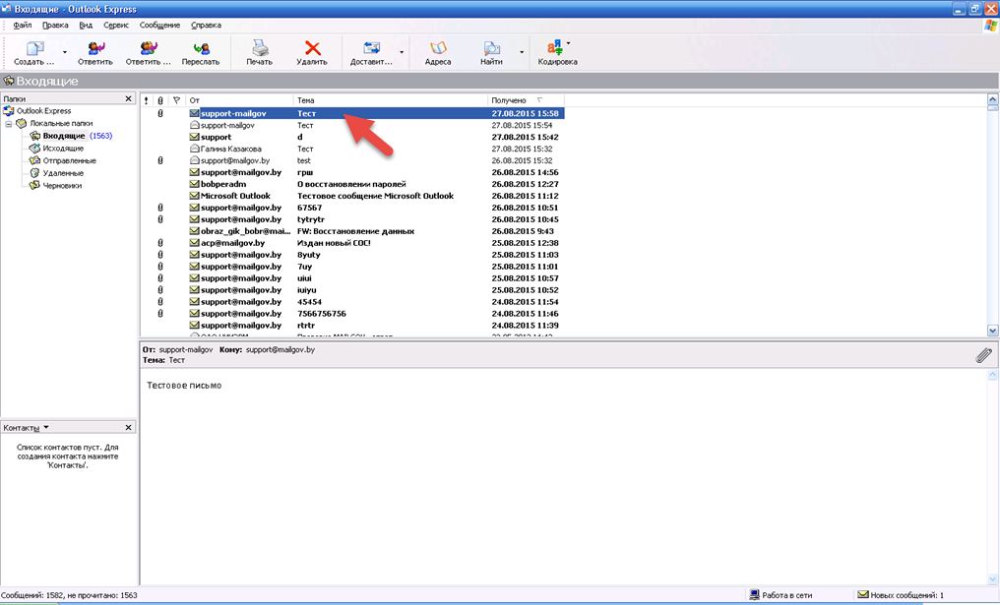 Входящие - Outlook Express
Файл Правка Вид Сервис Сообщение Справка
Создать ... Ответить Ответить ... Переслать Печать Удалить Доставит... Адреса Найти Кодировка
Входящие
Папки
Outlook Express
Локальные папки
Входящие (1563)
Исходящие
Отправленные
Удаленные
Черновики
! От Тема Получено
support-mailgov Тест 27.08.2015 15:58
support-mailgov Тест 27.08.2015 15:54
support d 27.08.2015 15:42
Галина Казакова Тест 27.08.2015 15:32
support@mailgov.by test 26.08.2015 15:32
support@mailgov.by грш 26.08.2015 14:56
bobperadm О восстановлении паролей 26.08.2015 12:27
Microsoft Outlook Тестовое сообщение Microsoft Outlook 26.08.2015 11:12
support@mailgov.by 67567 26.08.2015 10:51
support@mailgov.by tytrytr 26.08.2015 10:45
obraz_gik_bobr@mai... FW: Восстановление данных 26.08.2015 9:43
acp@mailgov.by Издан новый СОС! 25.08.2015 12:38
support@mailgov.by 8yuty 25.08.2015 11:03
support@mailgov.by 7uy 25.08.2015 11:01
support@mailgov.by uiui 25.08.2015 10:57
support@mailgov.by iuiyu 25.08.2015 10:52
support@mailgov.by 45454 24.08.2015 11:54
support@mailgov.by 7566756756 24.08.2015 11:46
support@mailgov.by rtrtr 24.08.2015 11:39
От: support-mailgov Кому: support@mailgov.by
Тема: Тест
Тестовое письмо
Контакты
Список контактов пуст. Для
создания контакта нажмите
'Контакты'.
Сообщений: 1582, не прочитано: 1563 Работа в сети Новых сообщений: 1